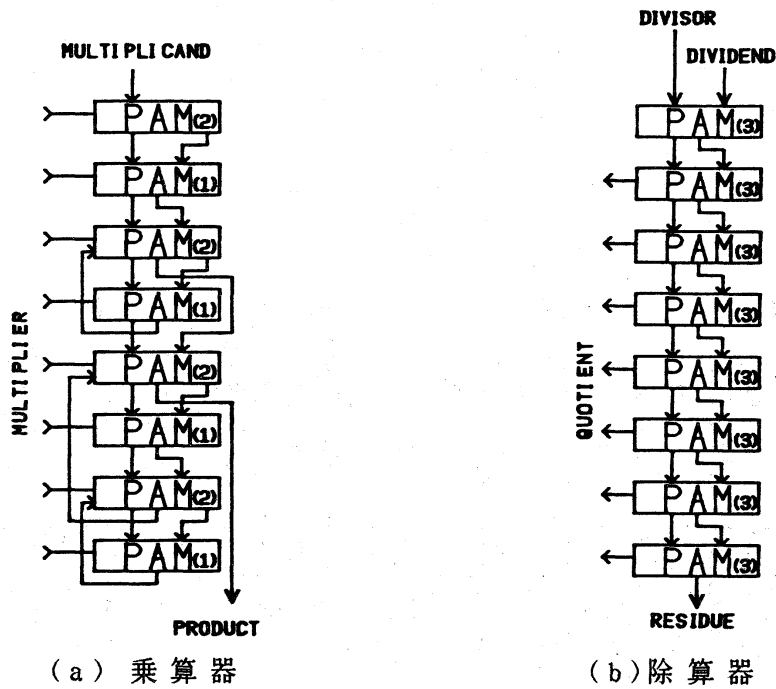 MULTIPLICAND
PAM(2)
PAM(1)
PAM(2)
PAM(1)
PAM(2)
PAM(1)
PAM(2)
PAM(1)
MULTIPLIER
PRODUCT
(a) 乗算器
DIVISOR
DIVIDEND
PAM(3)
PAM(3)
PAM(3)
PAM(3)
PAM(3)
PAM(3)
PAM(3)
PAM(3)
QUOTIENT
RESIDUE
(b)除算器